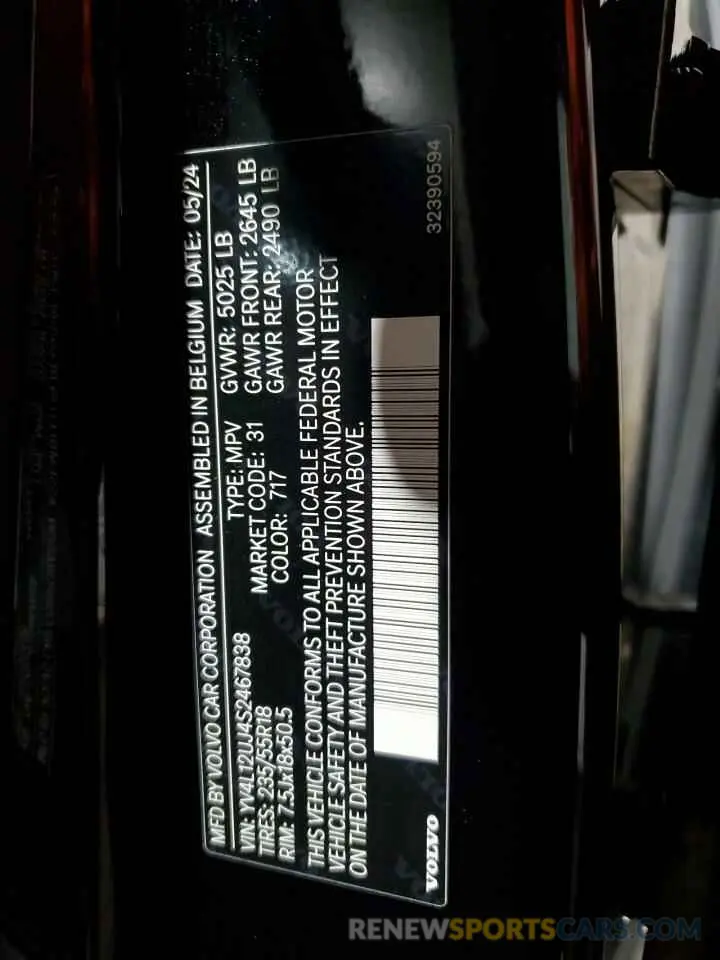 MFD BY VOLVO CAR CORPORATION ASSEMBLED IN BELGIUM DATE: 05/24
VIN: YV4L12UJ4S2467838 TYPE: MPV GVWR: 5025 LB
TIRES: 235/55R18 MARKET CODE: 31 GAWR FRONT: 2645 LB
RIM: 7.5Jx18x50.5 COLOR: 717 GAWR REAR: 2490 LB
THIS VEHICLE CONFORMS TO ALL APPLICABLE FEDERAL MOTOR
VEHICLE SAFETY AND THEFT PREVENTION STANDARDS IN EFFECT
ON THE DATE OF MANUFACTURE SHOWN ABOVE.
VOLVO
32390594
RENEWSPORTSCARS.COM